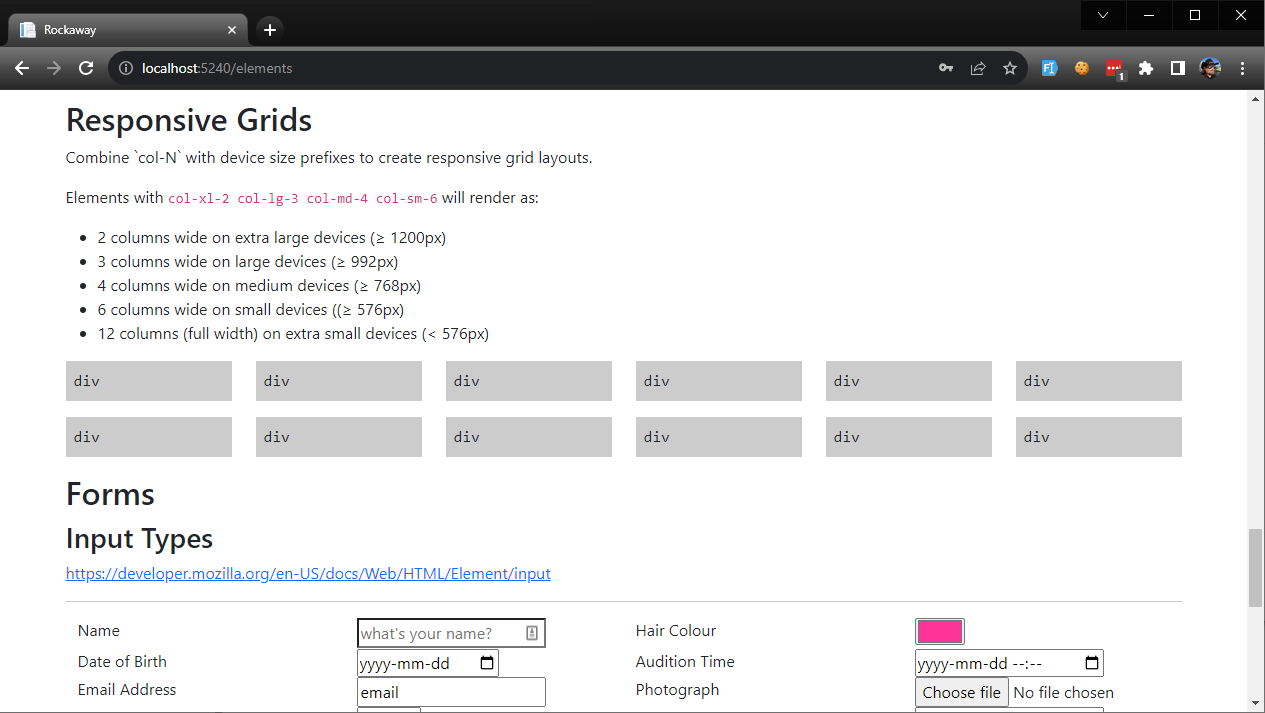 Rockaway
localhost:5240/elements
1
Responsive Grids
Combine `col-N` with device size prefixes to create responsive grid layouts.
Elements with col-xl-2 col-lg-3 col-md-4 col-sm-6 will render as:
• 2 columns wide on extra large devices (≥ 1200px)
• 3 columns wide on large devices (≥ 992px)
• 4 columns wide on medium devices (≥ 768px)
• 6 columns wide on small devices ((≥ 576px)
• 12 columns (full width) on extra small devices (< 576px)
div div div div div div
div div div div div div
Forms
Input Types
https://developer.mozilla.org/en-US/docs/Web/HTML/Element/input
Name what's your name? Hair Colour
Date of Birth yyyy-mm-dd Audition Time yyyy-mm-dd --:--
Email Address email Photograph Choose file No file chosen